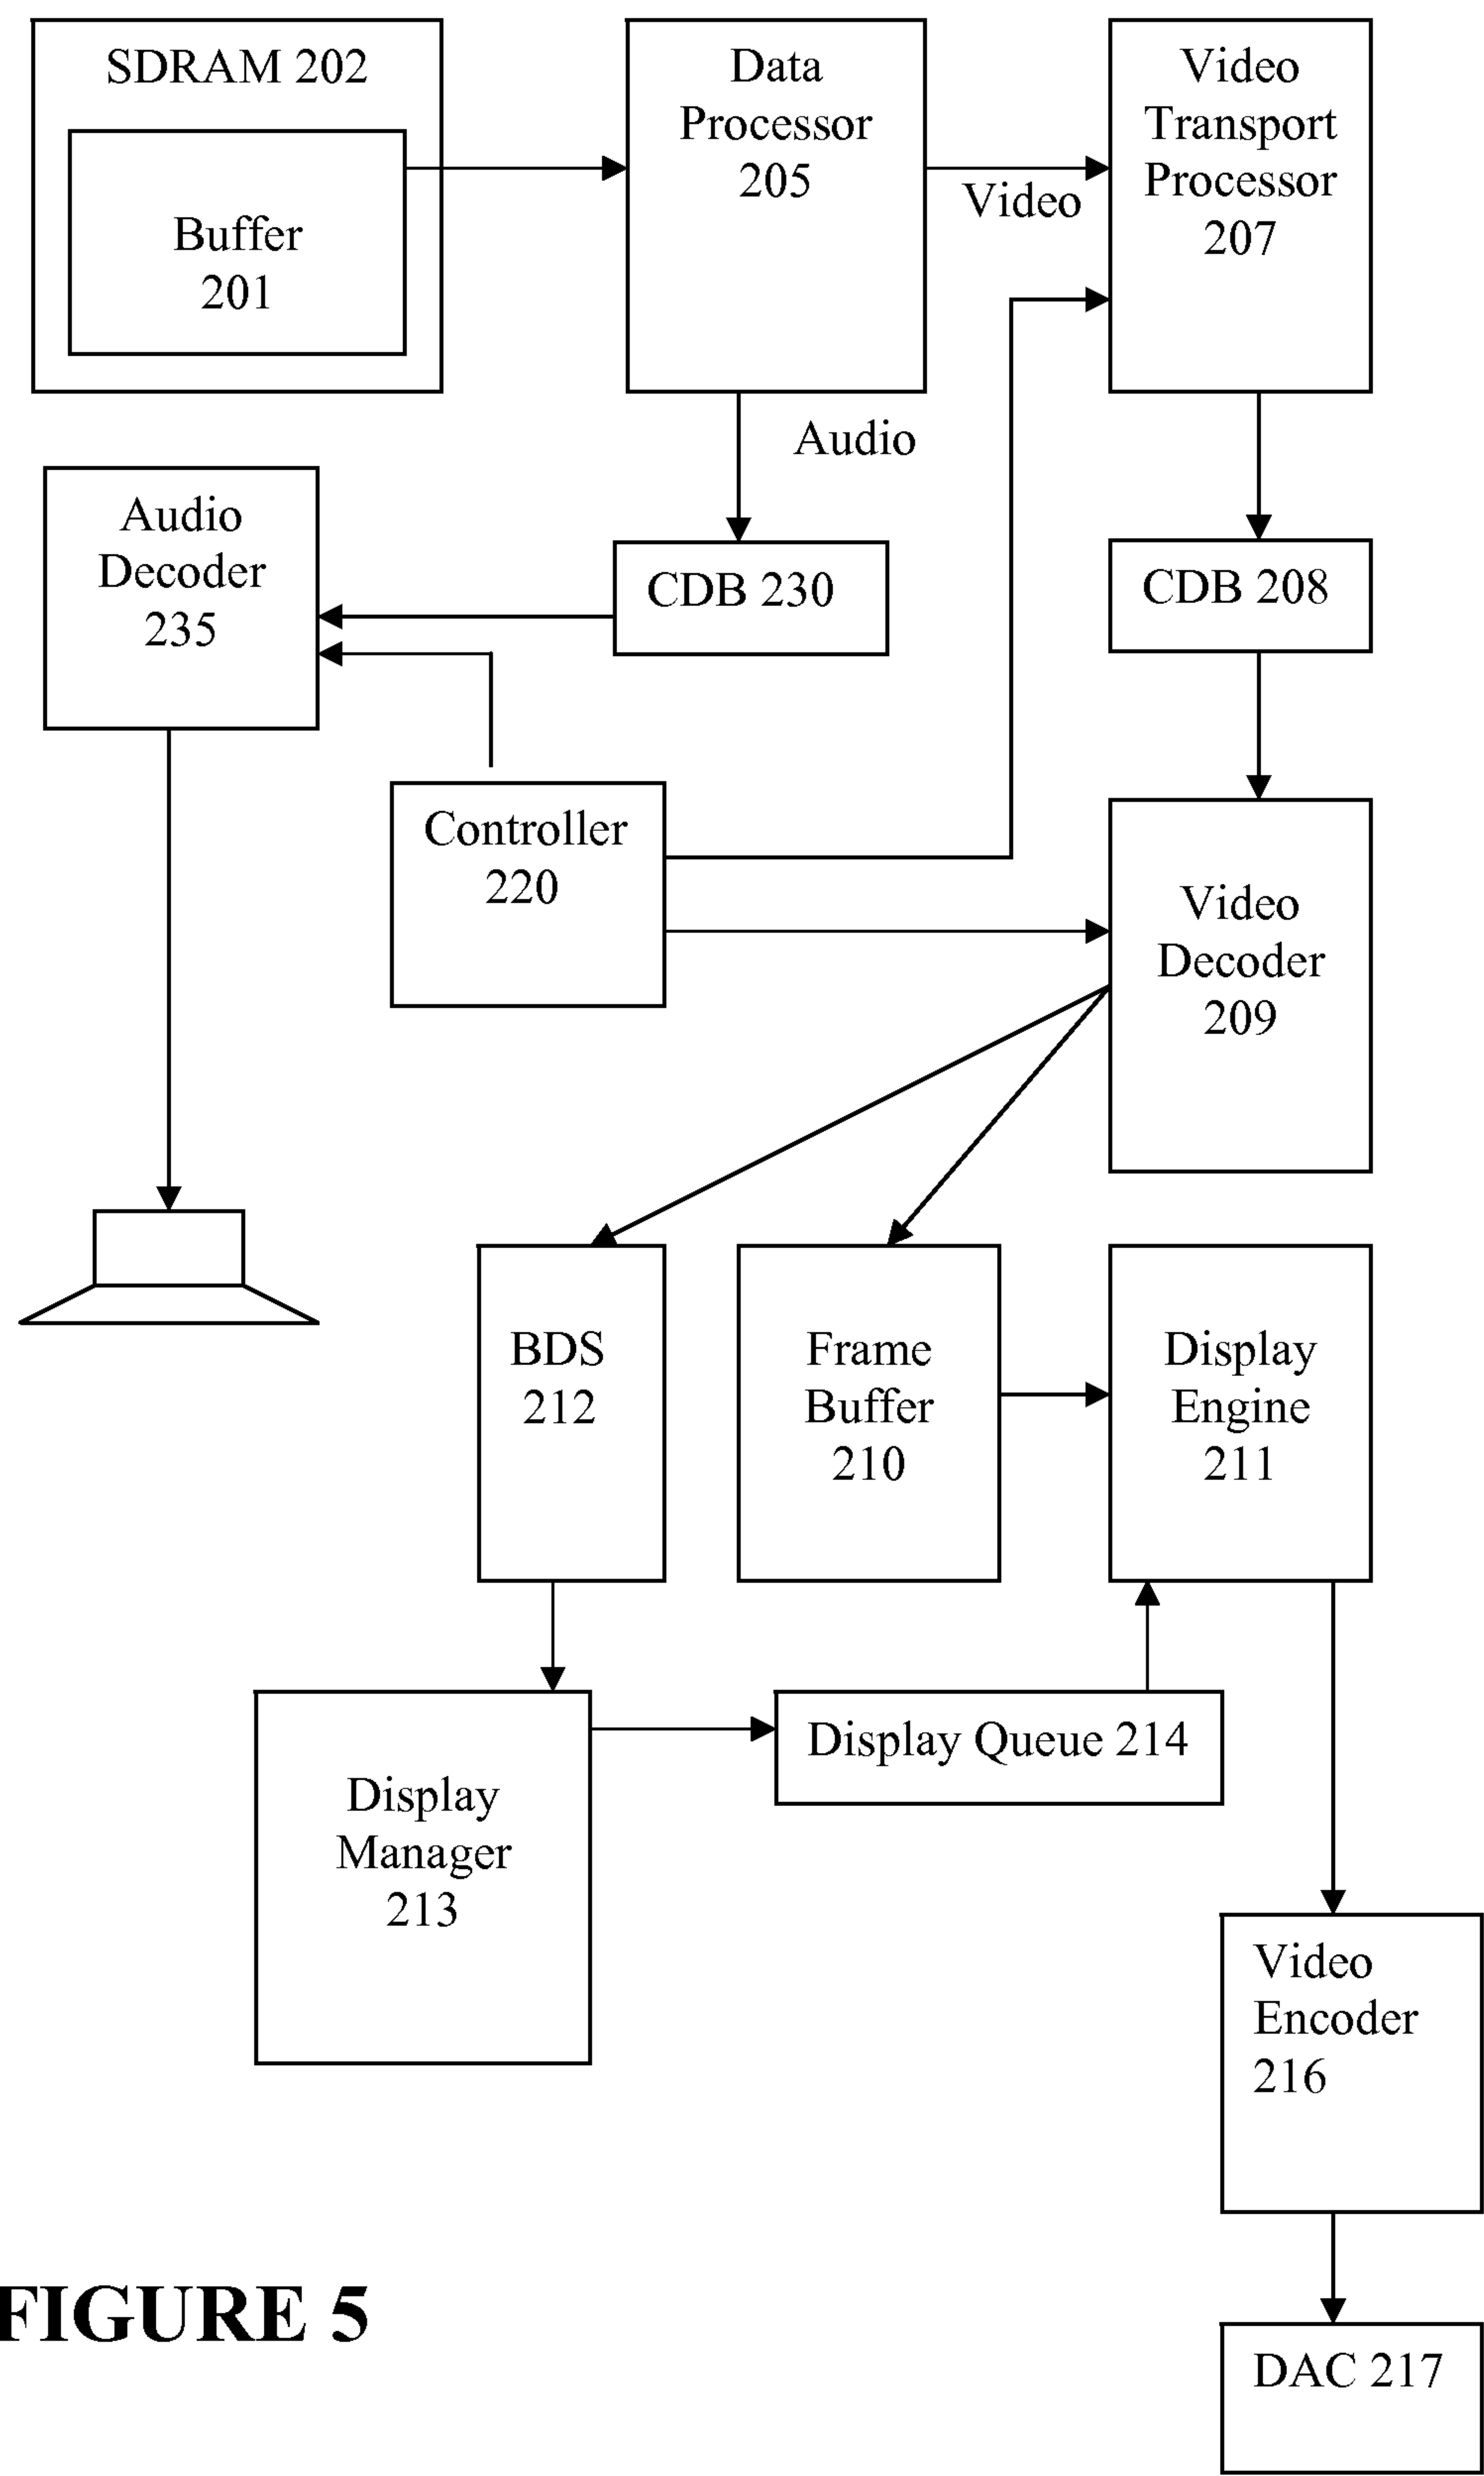 SDRAM 202
Buffer
201
Data
Processor
205
Video
Video
Transport
Processor
207
Audio
Audio
Decoder
235
CDB 230
CDB 208
Controller
220
Video
Decoder
209
BDS
212
Frame
Buffer
210
Display
Engine
211
Display
Manager
213
Display Queue 214
Video
Encoder
216
FIGURE 5
DAC 217